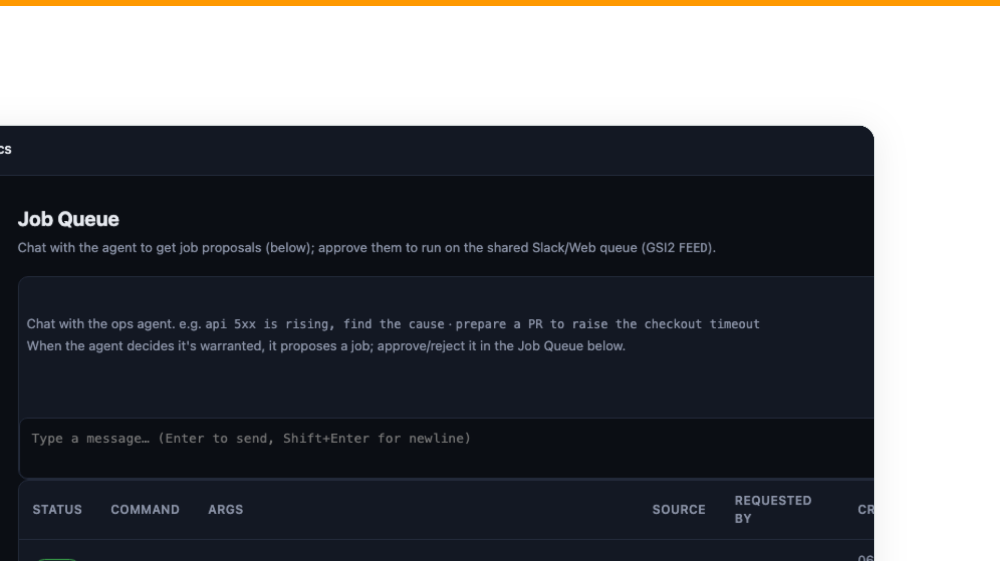 cs
Job Queue
Chat with the agent to get job proposals (below); approve them to run on the shared Slack/Web queue (GSI2 FEED).
Chat with the ops agent. e.g. api 5xx is rising, find the cause · prepare a PR to raise the checkout timeout
When the agent decides it's warranted, it proposes a job; approve/reject it in the Job Queue below.
Type a message… (Enter to send, Shift+Enter for newline)
STATUS COMMAND ARGS SOURCE REQUESTED BY CR
06